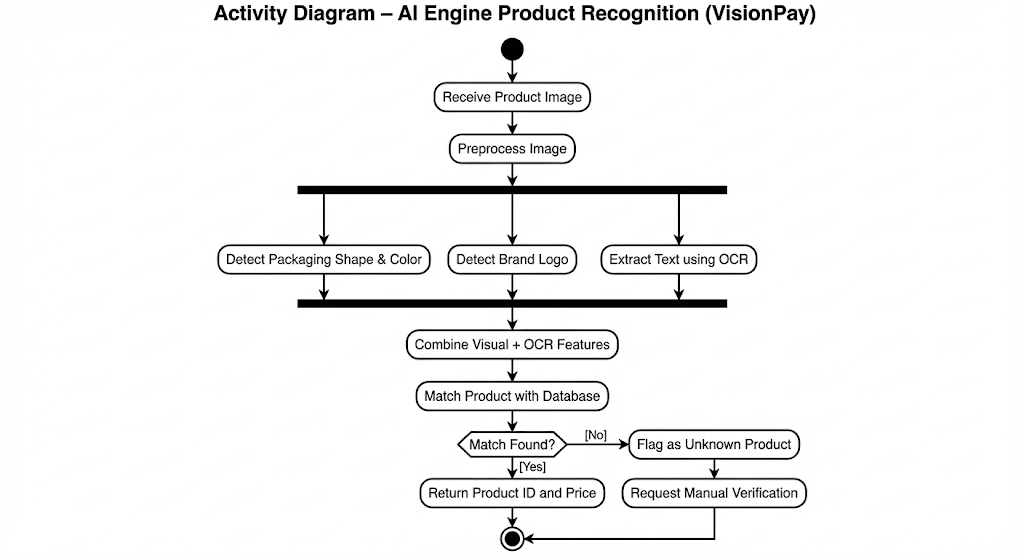 Activity Diagram – AI Engine Product Recognition (VisionPay)
Receive Product Image
Preprocess Image
Detect Packaging Shape & Color
Detect Brand Logo
Extract Text using OCR
Combine Visual + OCR Features
Match Product with Database
Match Found?
[No]
Flag as Unknown Product
[Yes]
Return Product ID and Price
Request Manual Verification